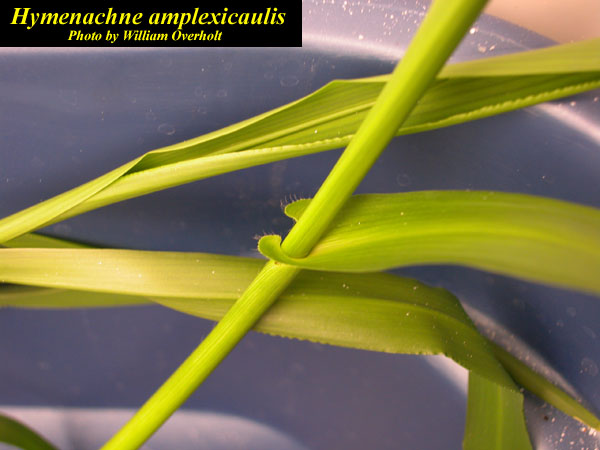 Hymenachne amplexicaulis
Photo by William Overholt